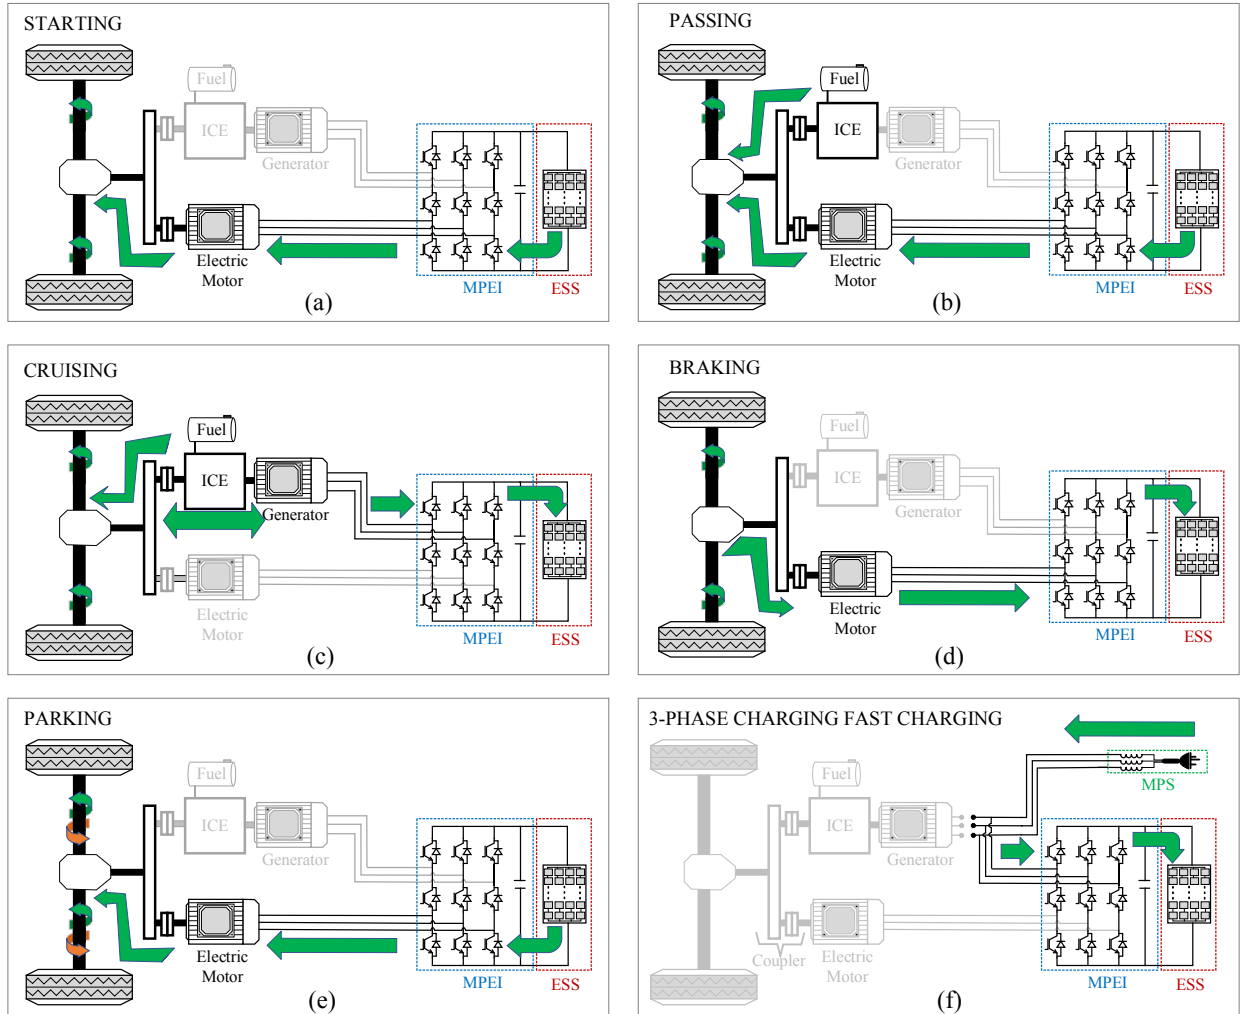 STARTING
Fuel
ICE
Generator
Electric
Motor
MPEI
ESS
(a)
PASSING
Fuel
ICE
Generator
Electric
Motor
MPEI
ESS
(b)
CRUISING
Fuel
ICE
Generator
Electric
Motor
MPEI
ESS
(c)
BRAKING
Fuel
ICE
Generator
Electric
Motor
MPEI
ESS
(d)
PARKING
Fuel
ICE
Generator
Electric
Motor
MPEI
ESS
(e)
3-PHASE CHARGING FAST CHARGING
MPS
Fuel
ICE
Generator
Coupler
Electric
Motor
MPEI
ESS
(f)